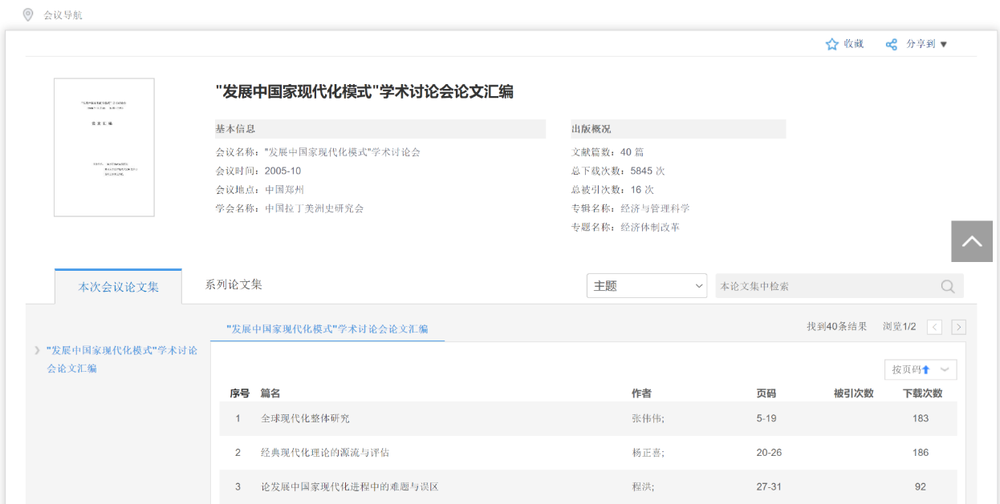 会议导航
收藏 分享到▼
"发展中国家现代化模式"学术讨论会论文汇编
基本信息
会议名称："发展中国家现代化模式"学术讨论会
会议时间：2005-10
会议地点：中国郑州
学会名称：中国拉丁美洲史研究会
出版概况
文献篇数：40 篇
总下载次数：5845 次
总被引次数：16 次
专辑名称：经济与管理科学
专题名称：经济体制改革
本次会议论文集 系列论文集 主题 本论文集中检索
"发展中国家现代化模式"学术讨论
会论文汇编
"发展中国家现代化模式"学术讨论会论文汇编 找到40条结果 浏览1/2 < >
按页码
序号 篇名 作者 页码 被引次数 下载次数
1 全球现代化整体研究 张伟伟; 5-19 183
2 经典现代化理论的源流与评估 杨正喜; 20-26 186
3 论发展中国家现代化进程中的难题与误区 程洪; 27-31 92